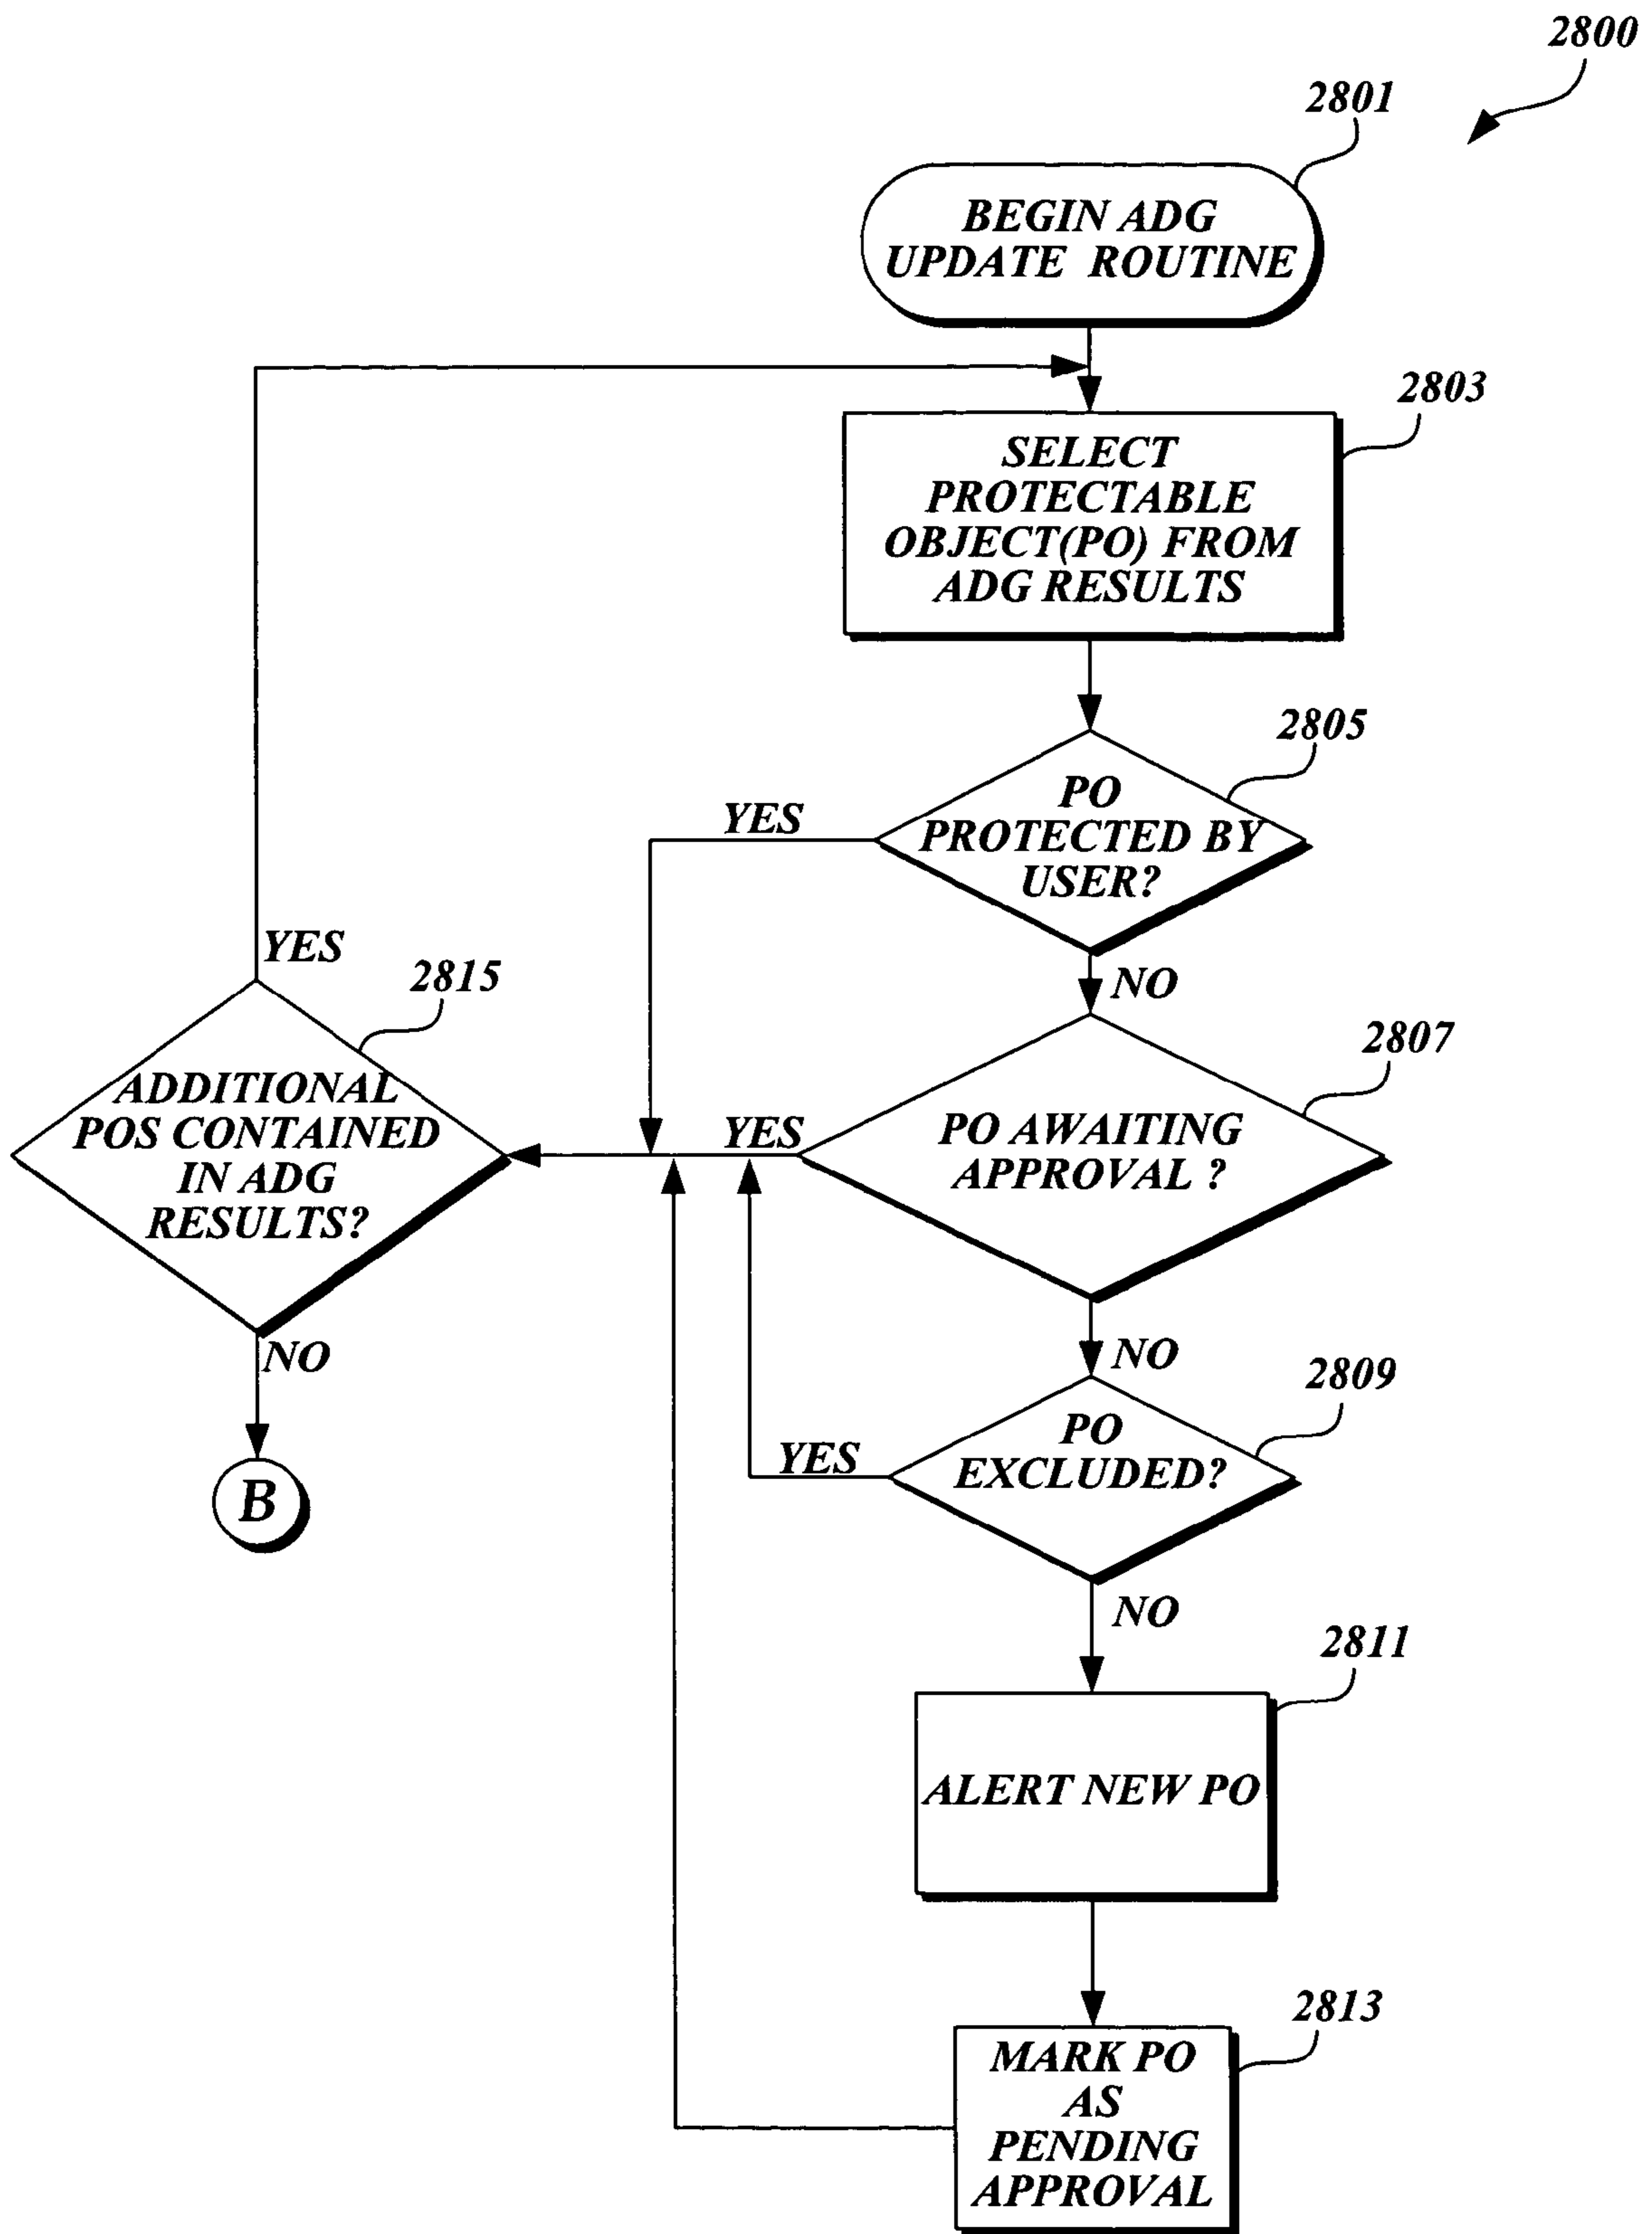 2800
2801
BEGIN ADG
UPDATE ROUTINE
2803
SELECT
PROTECTABLE
OBJECT(PO) FROM
ADG RESULTS
2805
PO
PROTECTED BY
USER?
YES
NO
2807
PO AWAITING
APPROVAL ?
YES
NO
2815
YES
ADDITIONAL
POS CONTAINED
IN ADG
RESULTS?
NO
B
2809
PO
EXCLUDED?
YES
NO
2811
ALERT NEW PO
2813
MARK PO
AS
PENDING
APPROVAL